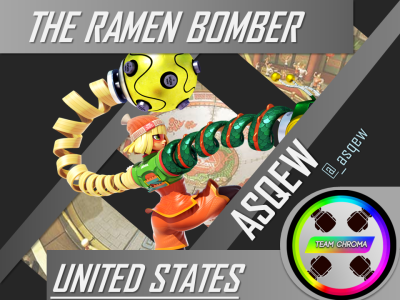 THE RAMEN BOMBER
ASQEW
@_asqew
TEAM CHROMA
UNITED STATES